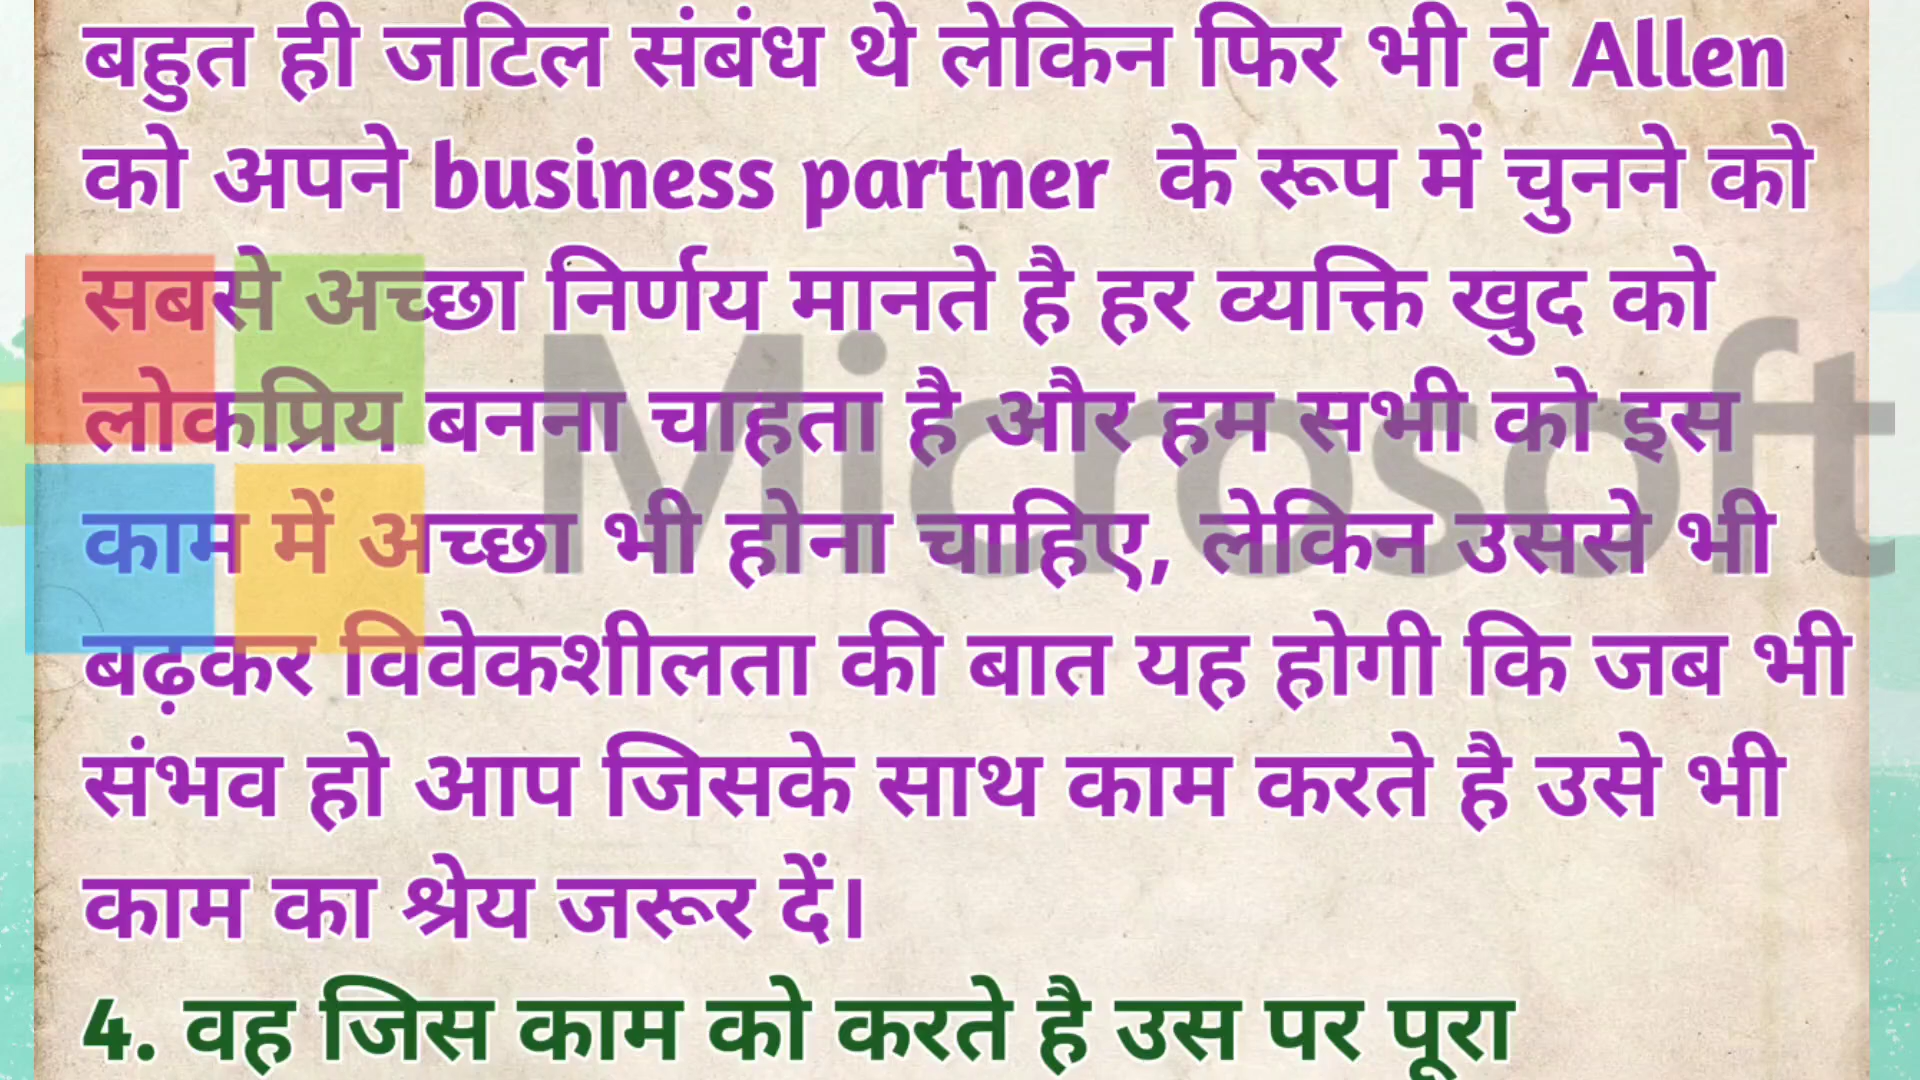 बहुत ही जटिल संबंध थे लेकिन फिर भी वे Allen
को अपने business partner के रूप में चुनने को
सबसे अच्छा निर्णय मानते है हर व्यक्ति खुद को
लोकप्रिय बनना चाहता है और हम सभी को इस
काम में अच्छा भी होना चाहिए, लेकिन उससे भी
बढ़कर विवेकशीलता की बात यह होगी कि जब भी
संभव हो आप जिसके साथ काम करते है उसे भी
काम का श्रेय जरूर दें।
4. वह जिस काम को करते है उस पर पूरा
Microsoft